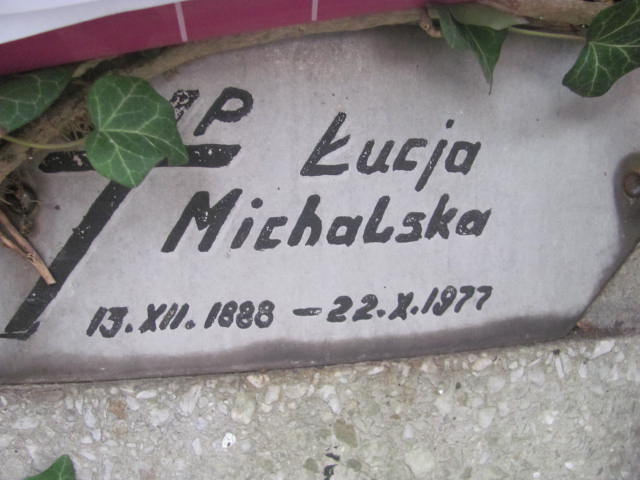 ŚP
Łucja
Michalska
13.XII.1888 – 22.X.1977